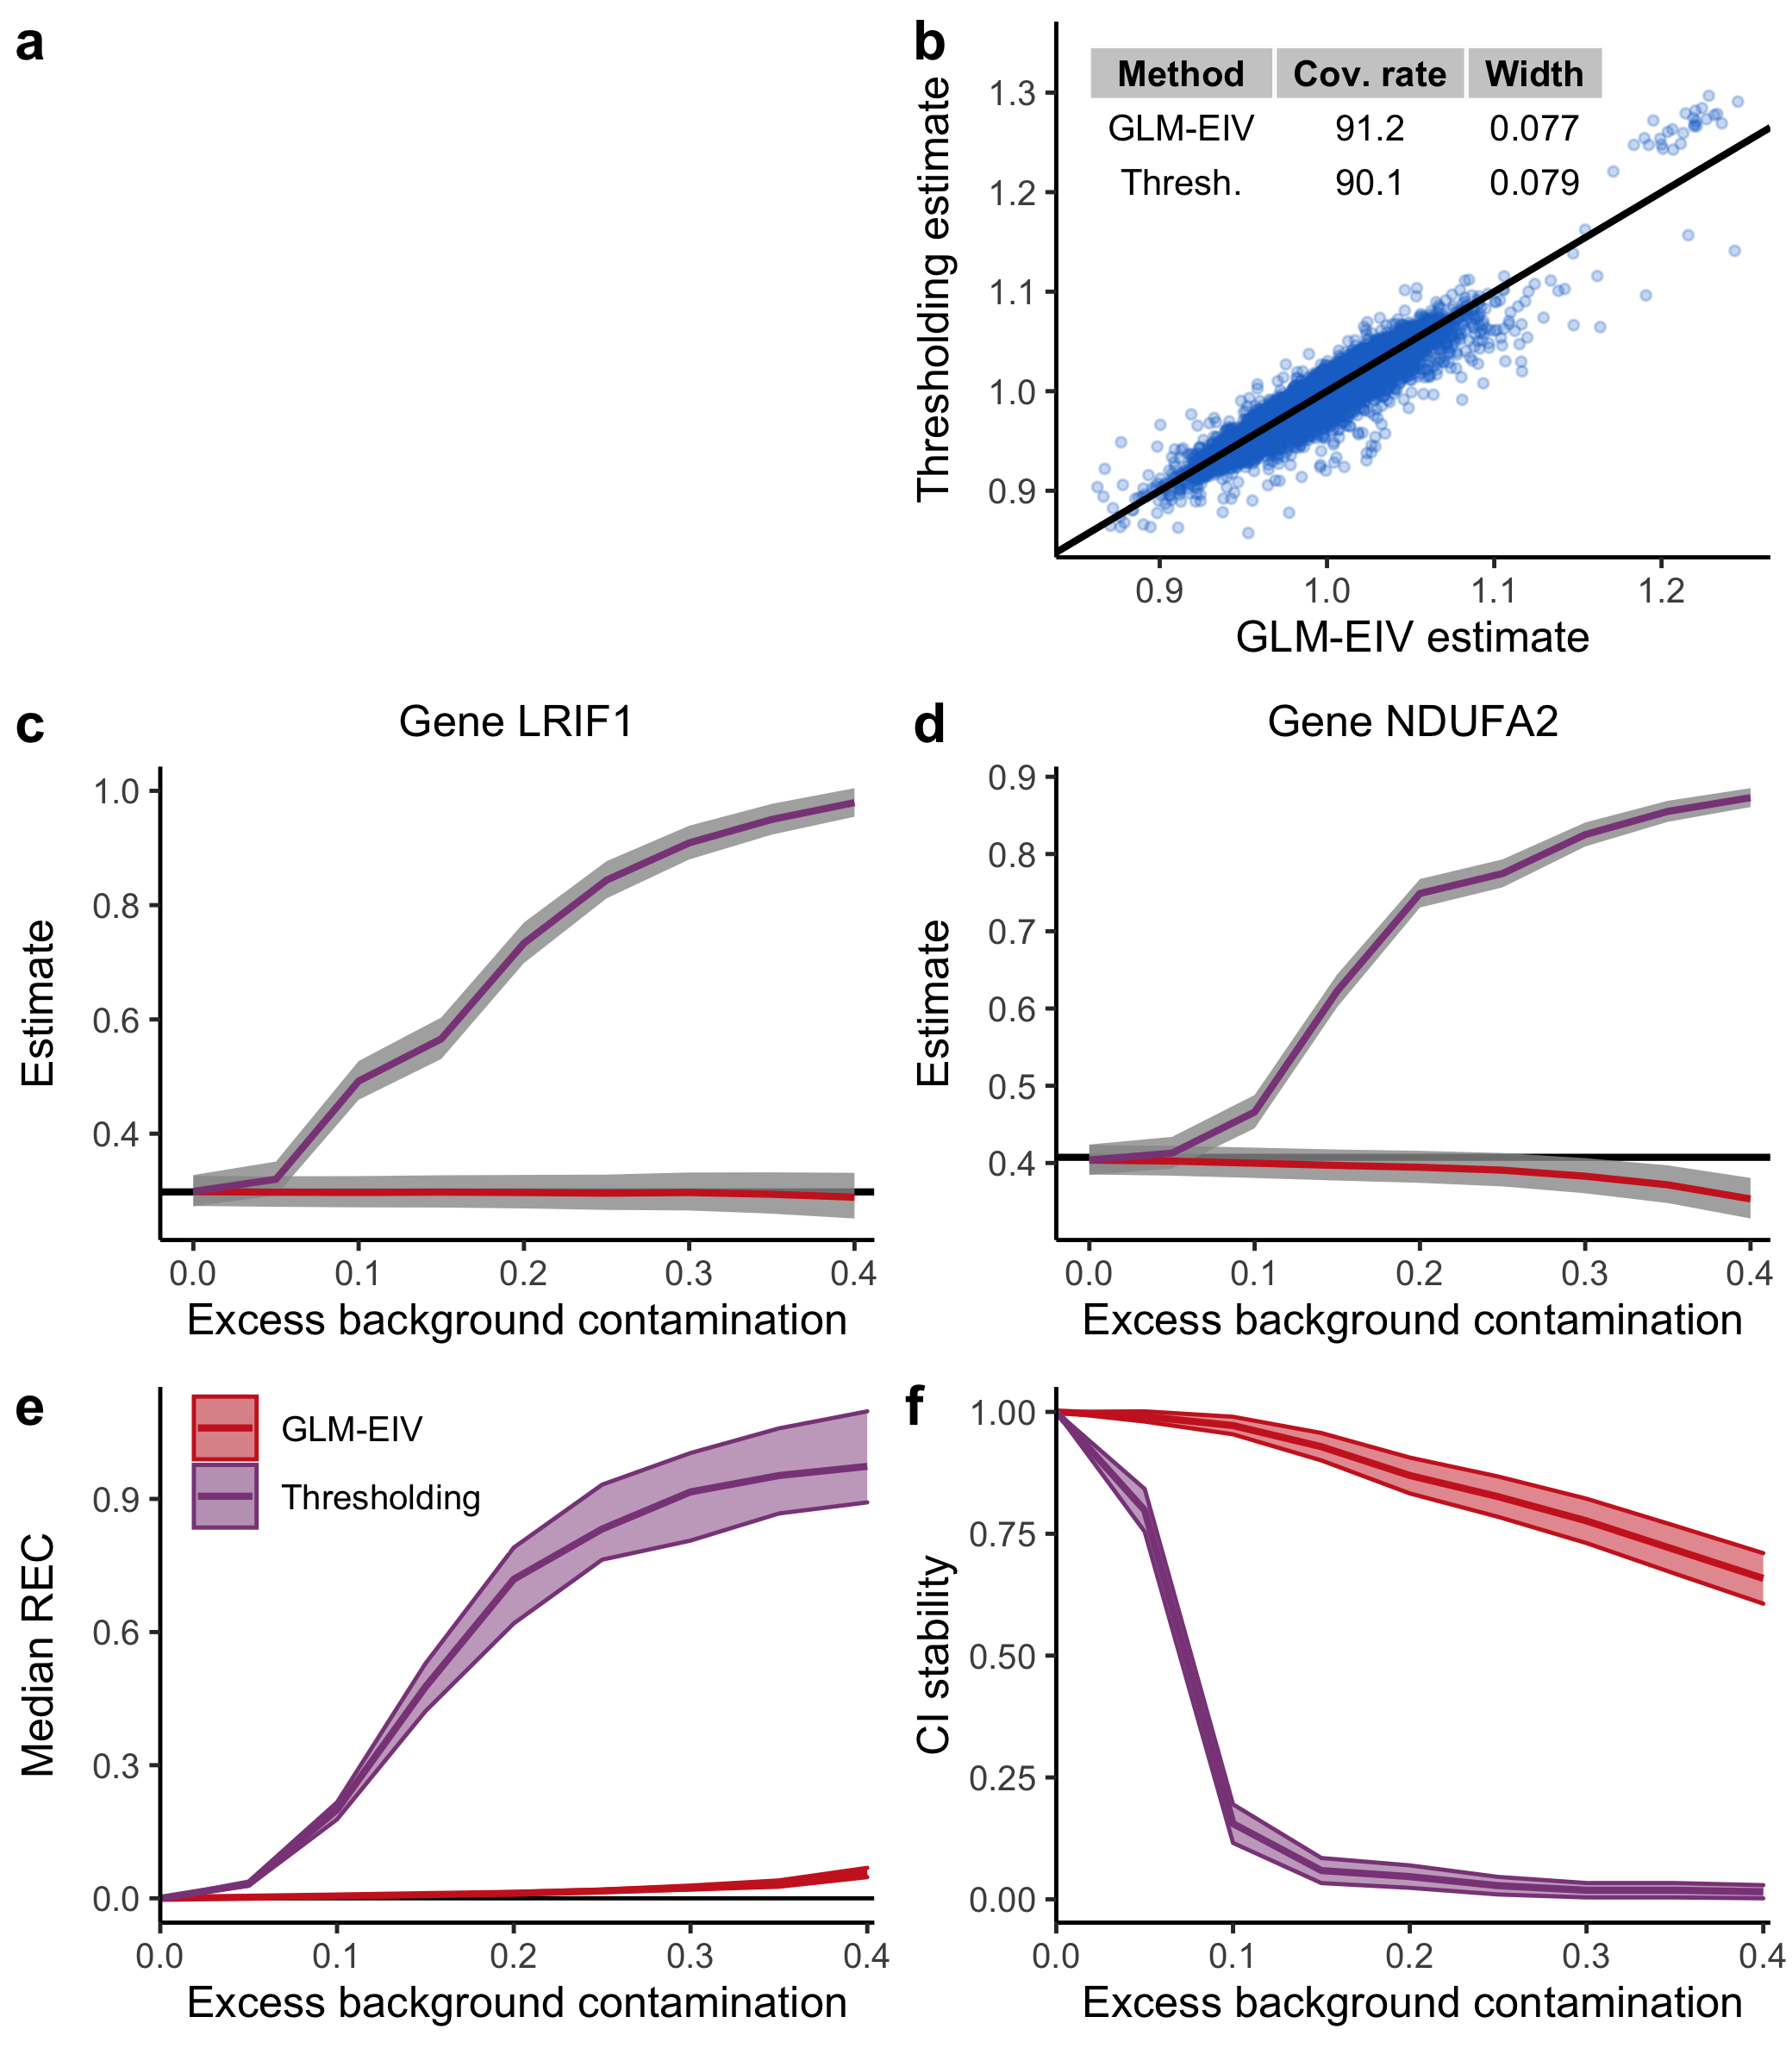 a
b
Method Cov. rate Width
GLM-EIV 91.2 0.077
Thresh. 90.1 0.079
Thresholding estimate
1.3
1.2
1.1
1.0
0.9
0.9 1.0 1.1 1.2
GLM-EIV estimate
c
Gene LRIF1
Estimate
1.0
0.8
0.6
0.4
0.0 0.1 0.2 0.3 0.4
Excess background contamination
d
Gene NDUFA2
Estimate
0.9
0.8
0.7
0.6
0.5
0.4
0.0 0.1 0.2 0.3 0.4
Excess background contamination
e
GLM-EIV
Thresholding
Median REC
0.9
0.6
0.3
0.0
0.0 0.1 0.2 0.3 0.4
Excess background contamination
f
CI stability
1.00
0.75
0.50
0.25
0.00
0.0 0.1 0.2 0.3 0.4
Excess background contamination